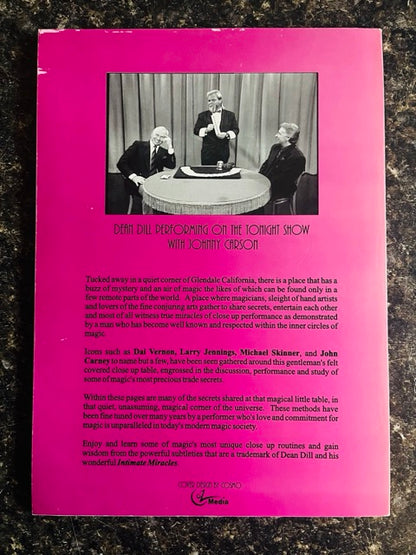 DEAN DILL PERFORMING ON THE TONIGHT SHOW
WITH JOHNNY CARSON
Tucked away in a quiet corner of Glendale California, there is a place that has a
buzz of mystery and an air of magic the likes of which can be found only in a
few remote parts of the world. A place where magicians, sleight of hand artists
and lovers of the fine conjuring arts gather to share secrets, entertain each other
and most of all witness true miracles of close up performance as demonstrated
by a man who has become well known and respected within the inner circles of
magic.
Icons such as Dai Vernon, Larry Jennings, Michael Skinner, and John
Carney to name but a few, have been seen gathered around this gentleman's felt
covered close up table, engrossed in the discussion, performance and study of
some of magic's most precious trade secrets.
Within these pages are many of the secrets shared at that magical little table, in
that quiet, unassuming, magical corner of the universe. These methods have
been fine tuned over many years by a performer who's love and commitment for
magic is unparalleled in today's modern magic society.
Enjoy and learn some of magic's most unique close up routines and gain
wisdom from the powerful subtleties that are a trademark of Dean Dill and his
wonderful Intimate Miracles.
COVER DESIGN BY COSMO
Media